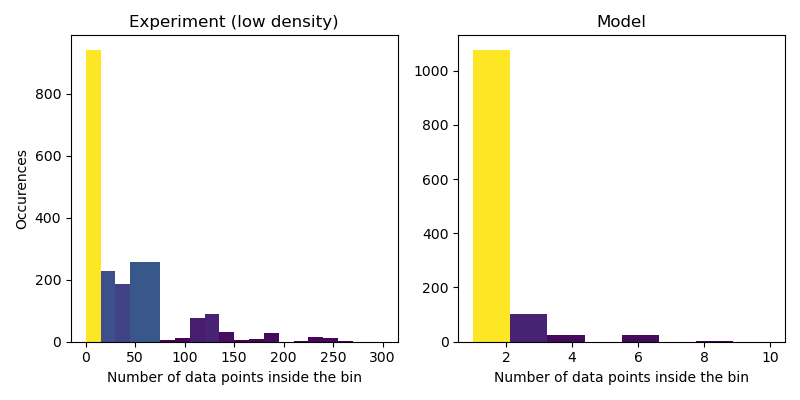 Experiment (low density)
Model
Occurences
800
600
400
200
0
0 50 100 150 200 250 300
Number of data points inside the bin
1000
800
600
400
200
0
2 4 6 8 10
Number of data points inside the bin